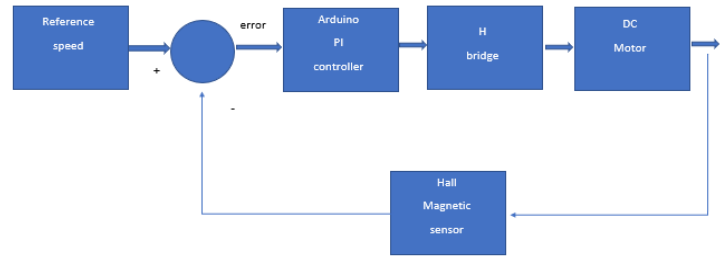 Reference
speed
+
error
-
Arduino
PI
controller
H
bridge
DC
Motor
Hall
Magnetic
sensor